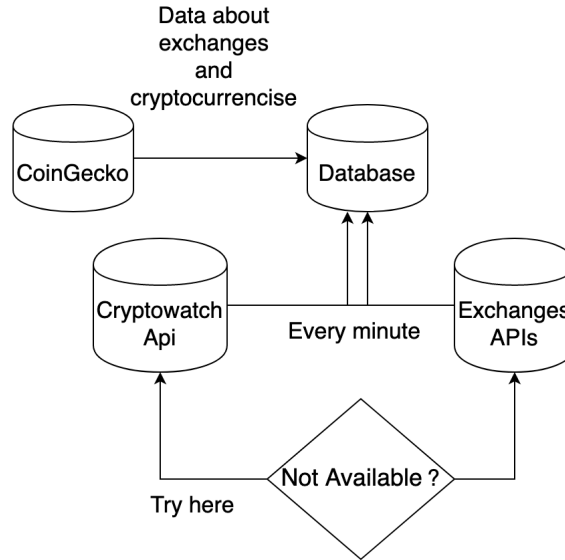 Data about
exchanges
and
cryptocurrencise
CoinGecko
Database
Cryptowatch
Api
Every minute
Exchanges
APIs
Not Available ?
Try here